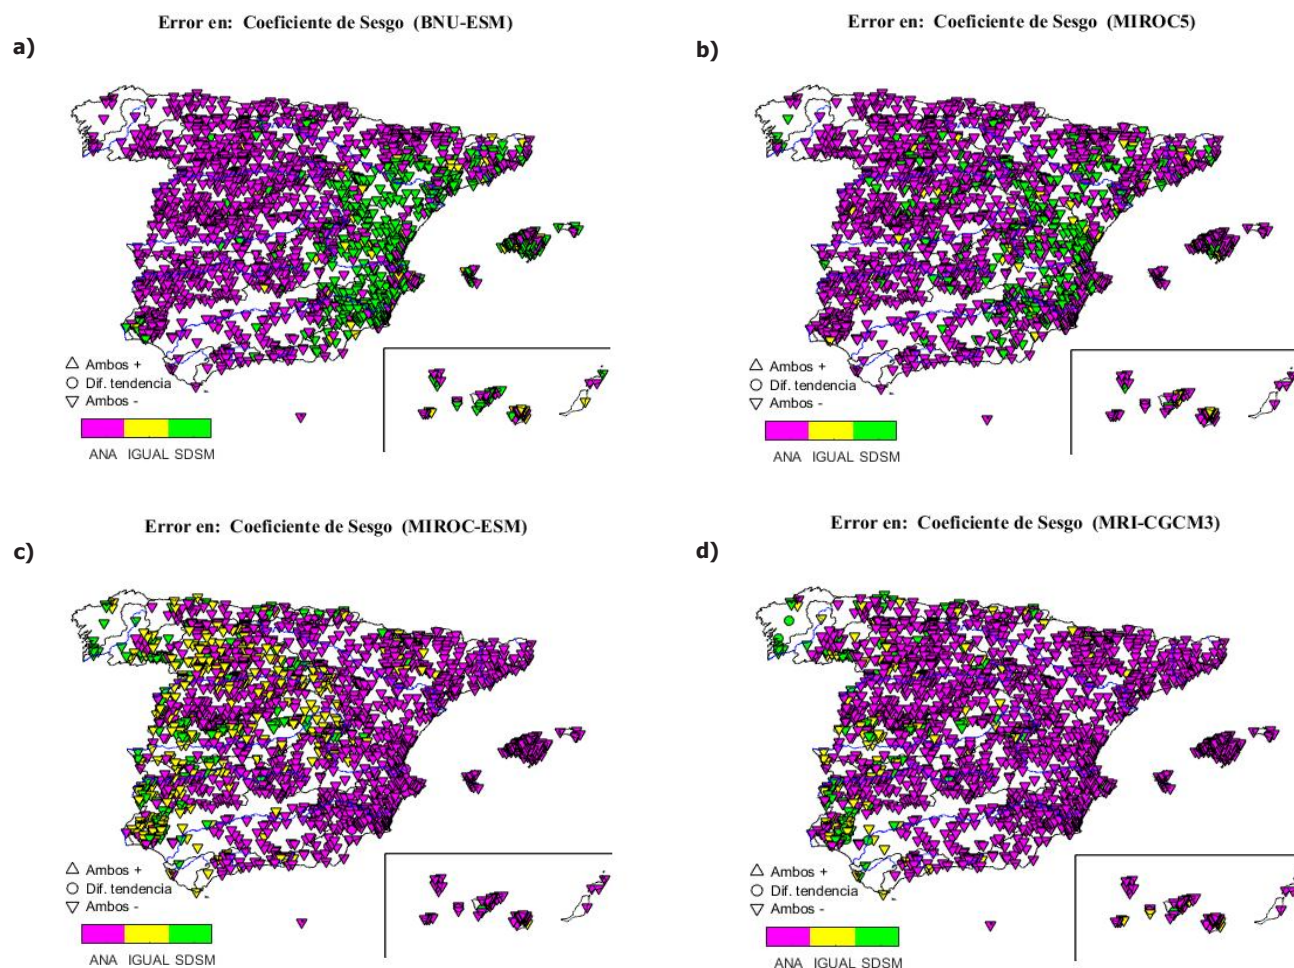 Error en: Coeficiente de Sesgo (BNU-ESM)
a)
Ambos +
Dif. tendencia
Ambos -
ANA IGUAL SDSM
Error en: Coeficiente de Sesgo (MIROC5)
b)
Ambos +
Dif. tendencia
Ambos -
ANA IGUAL SDSM
Error en: Coeficiente de Sesgo (MIROC-ESM)
c)
Ambos +
Dif. tendencia
Ambos -
ANA IGUAL SDSM
Error en: Coeficiente de Sesgo (MRI-CGCM3)
d)
Ambos +
Dif. tendencia
Ambos -
ANA IGUAL SDSM